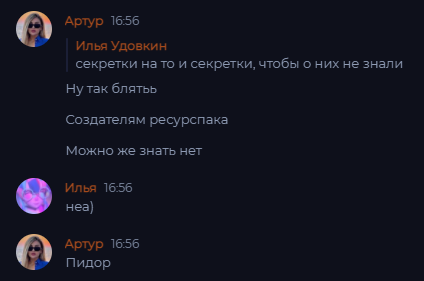 Артур 16:56
Илья Удовкин
секретки на то и секретки, чтобы о них не знали
Ну так блятьь
Создателям ресурспака
Можно же знать нет
Илья 16:56
неа)
Артур 16:56
Пидор